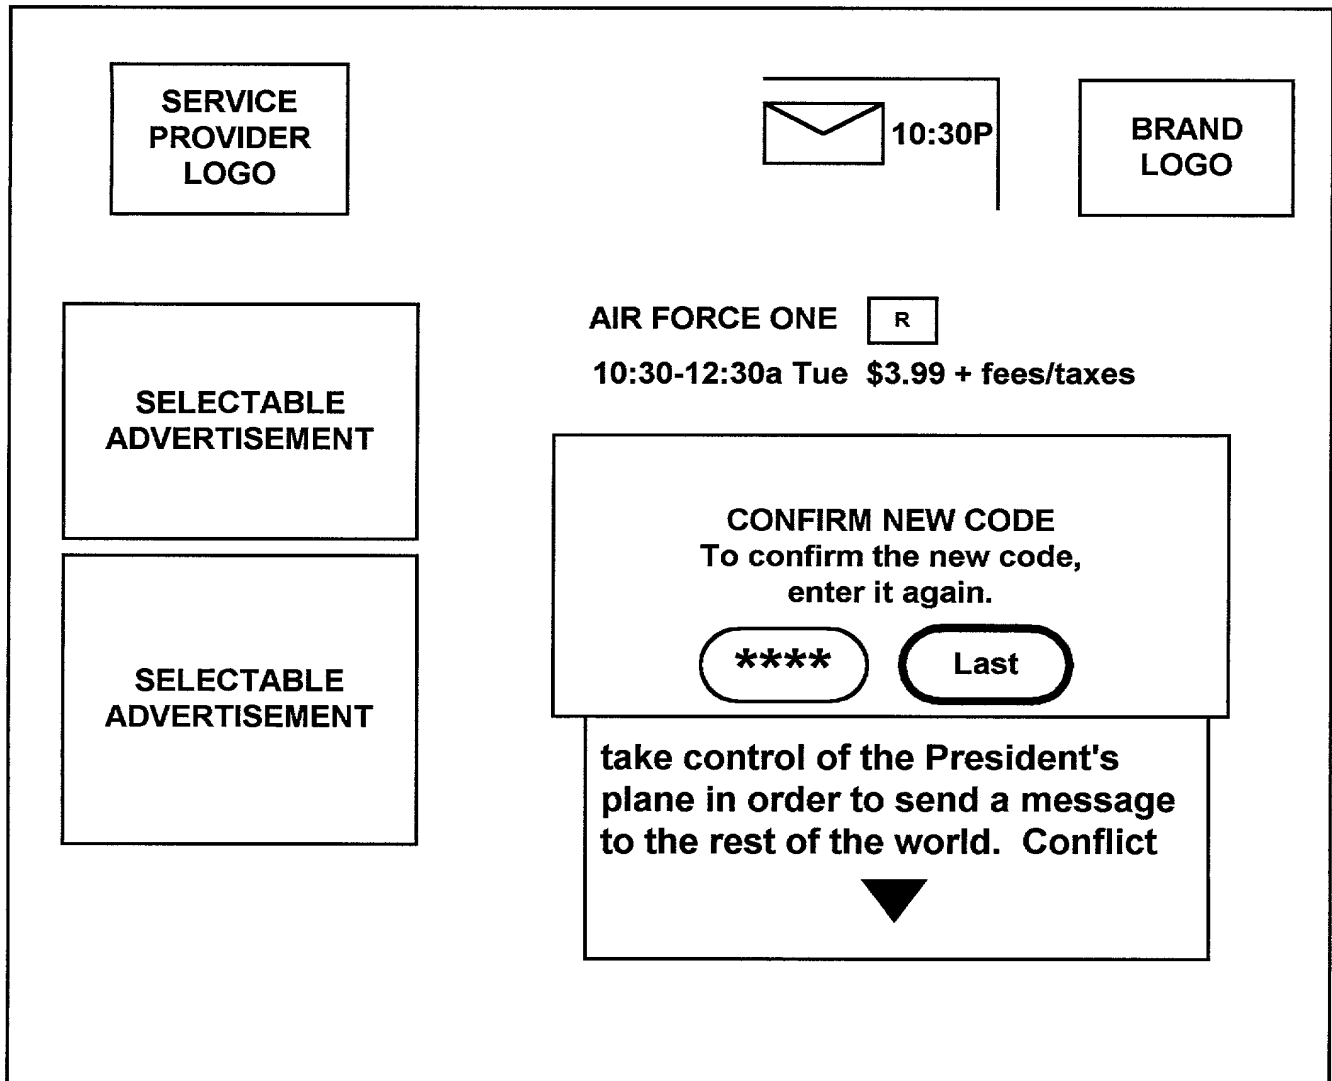 SERVICE
PROVIDER
LOGO
10:30P
BRAND
LOGO
AIR FORCE ONE R
10:30-12:30a Tue $3.99 + fees/taxes
SELECTABLE
ADVERTISEMENT
CONFIRM NEW CODE
To confirm the new code,
enter it again.
**** Last
SELECTABLE
ADVERTISEMENT
take control of the President's
plane in order to send a message
to the rest of the world. Conflict